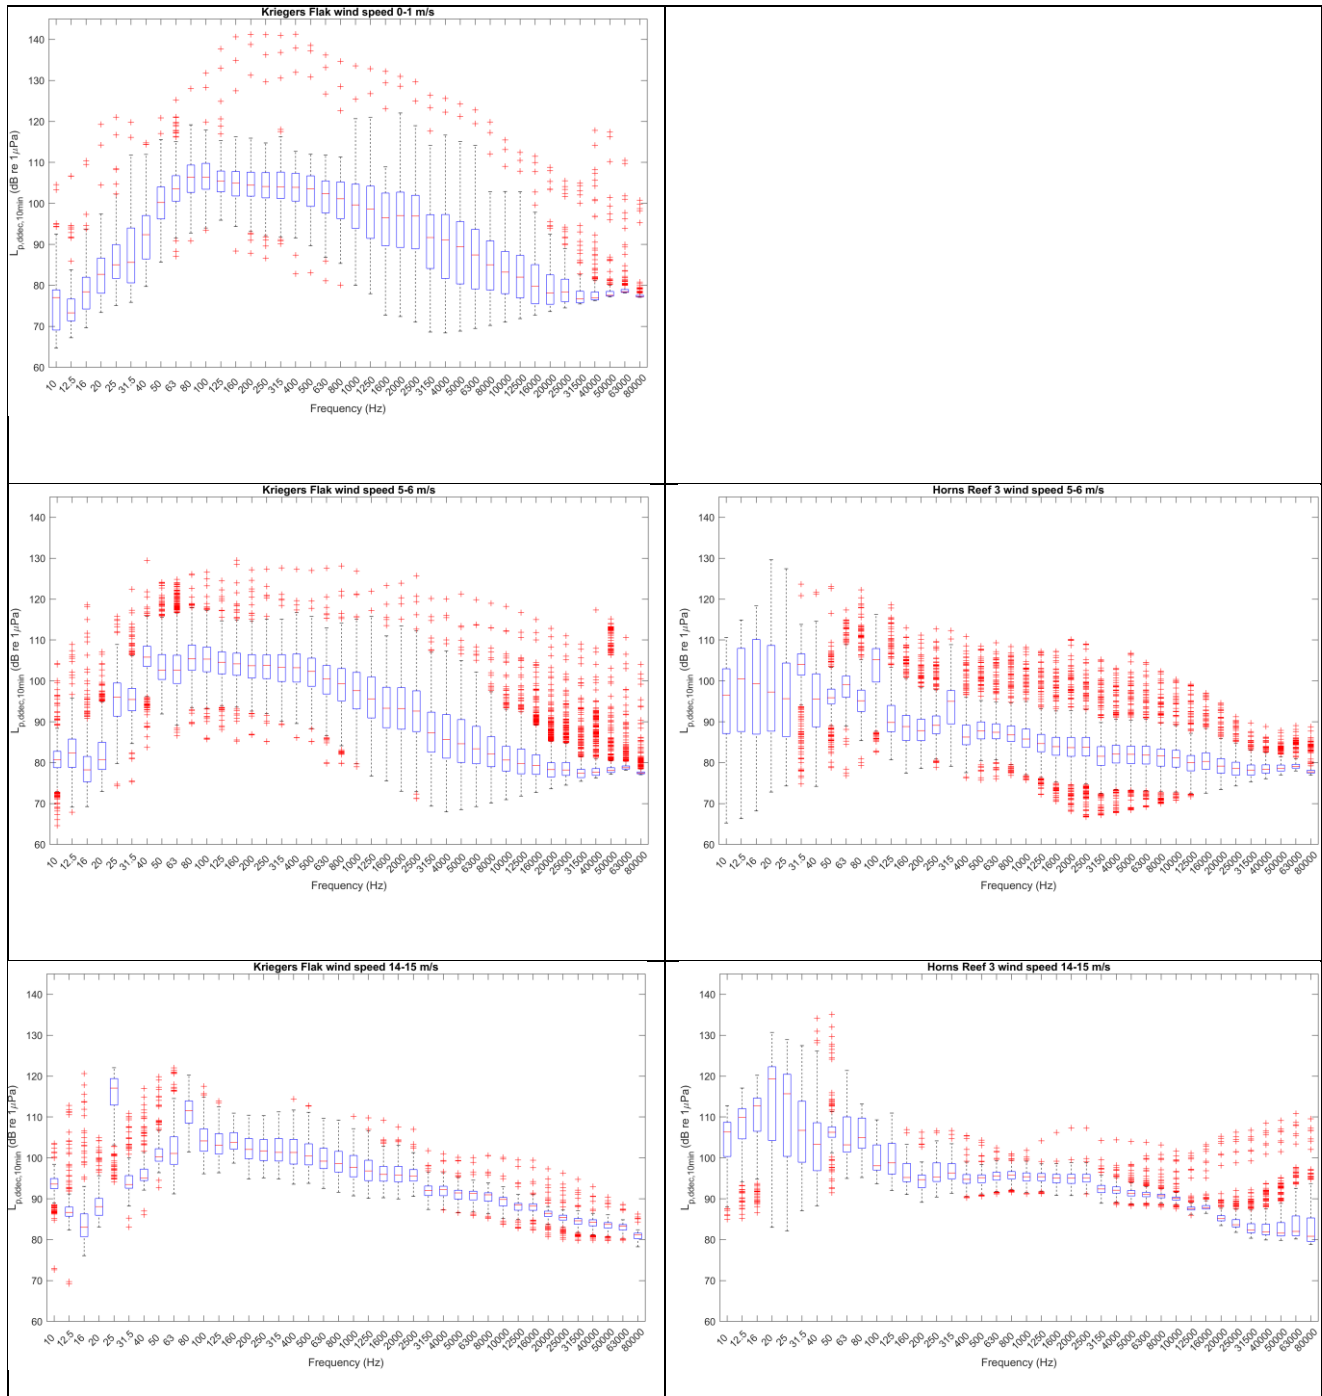 Kriegers Flak wind speed 0-1 m/s
L_p,ddec,10min (dB re 1μPa)
140
130
120
110
100
90
80
70
60
10 12.5 16 20 25 31.5 40 50 63 80 100 125 160 200 250 315 400 500 630 800 1000 1250 1600 2000 2500 3150 4000 5000 6300 8000 10000 12500 16000 20000 25000 31500 40000 50000 63000 80000
Frequency (Hz)
Kriegers Flak wind speed 5-6 m/s
L_p,ddec,10min (dB re 1μPa)
140
130
120
110
100
90
80
70
60
10 12.5 16 20 25 31.5 40 50 63 80 100 125 160 200 250 315 400 500 630 800 1000 1250 1600 2000 2500 3150 4000 5000 6300 8000 10000 12500 16000 20000 25000 31500 40000 50000 63000 80000
Frequency (Hz)
Horns Reef 3 wind speed 5-6 m/s
L_p,ddec,10min (dB re 1μPa)
140
130
120
110
100
90
80
70
60
10 12.5 16 20 25 31.5 40 50 63 80 100 125 160 200 250 315 400 500 630 800 1000 1250 1600 2000 2500 3150 4000 5000 6300 8000 10000 12500 16000 20000 25000 31500 40000 50000 63000 80000
Frequency (Hz)
Kriegers Flak wind speed 14-15 m/s
L_p,ddec,10min (dB re 1μPa)
140
130
120
110
100
90
80
70
60
10 12.5 16 20 25 31.5 40 50 63 80 100 125 160 200 250 315 400 500 630 800 1000 1250 1600 2000 2500 3150 4000 5000 6300 8000 10000 12500 16000 20000 25000 31500 40000 50000 63000 80000
Frequency (Hz)
Horns Reef 3 wind speed 14-15 m/s
L_p,ddec,10min (dB re 1μPa)
140
130
120
110
100
90
80
70
60
10 12.5 16 20 25 31.5 40 50 63 80 100 125 160 200 250 315 400 500 630 800 1000 1250 1600 2000 2500 3150 4000 5000 6300 8000 10000 12500 16000 20000 25000 31500 40000 50000 63000 80000
Frequency (Hz)